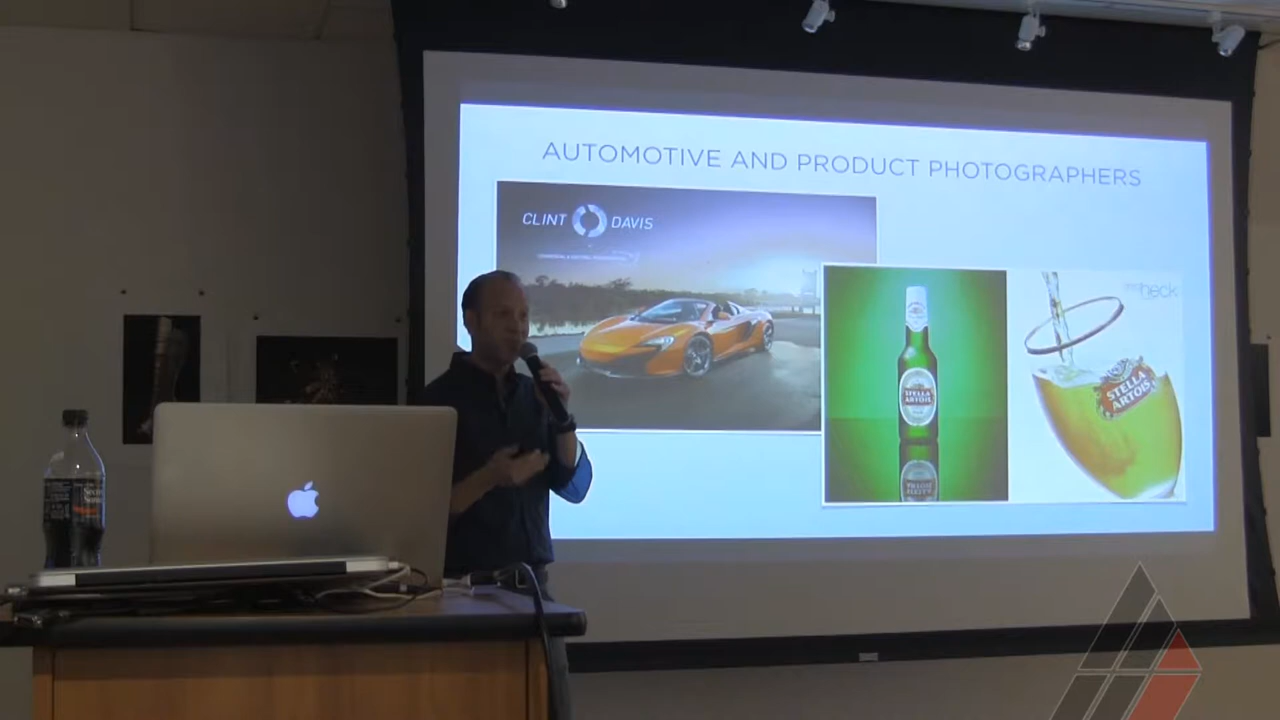 AUTOMOTIVE AND PRODUCT PHOTOGRAPHERS
CLINT DAVIS
heck
STELLA
ARTOIS
STELLA
ARTOIS